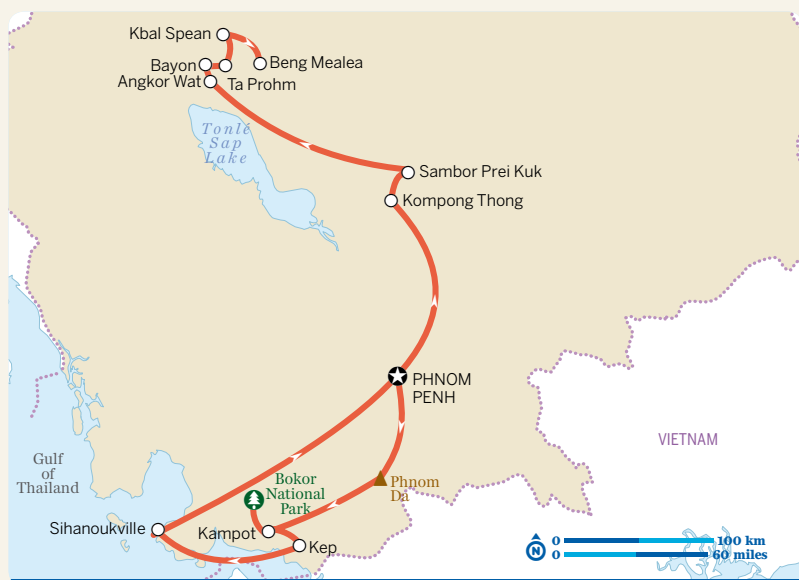 Kbal Spean
Bayon
Beng Mealea
Angkor Wat
Ta Prohm
Tonlé
Sap
Lake
Sambor Prei Kuk
Kompong Thong
PHNOM
PENH
VIETNAM
Gulf
of
Thailand
Bokor
National
Park
Phnom
Da
Sihanoukville
Kampot
Kep
N
0 100 km
0 60 miles